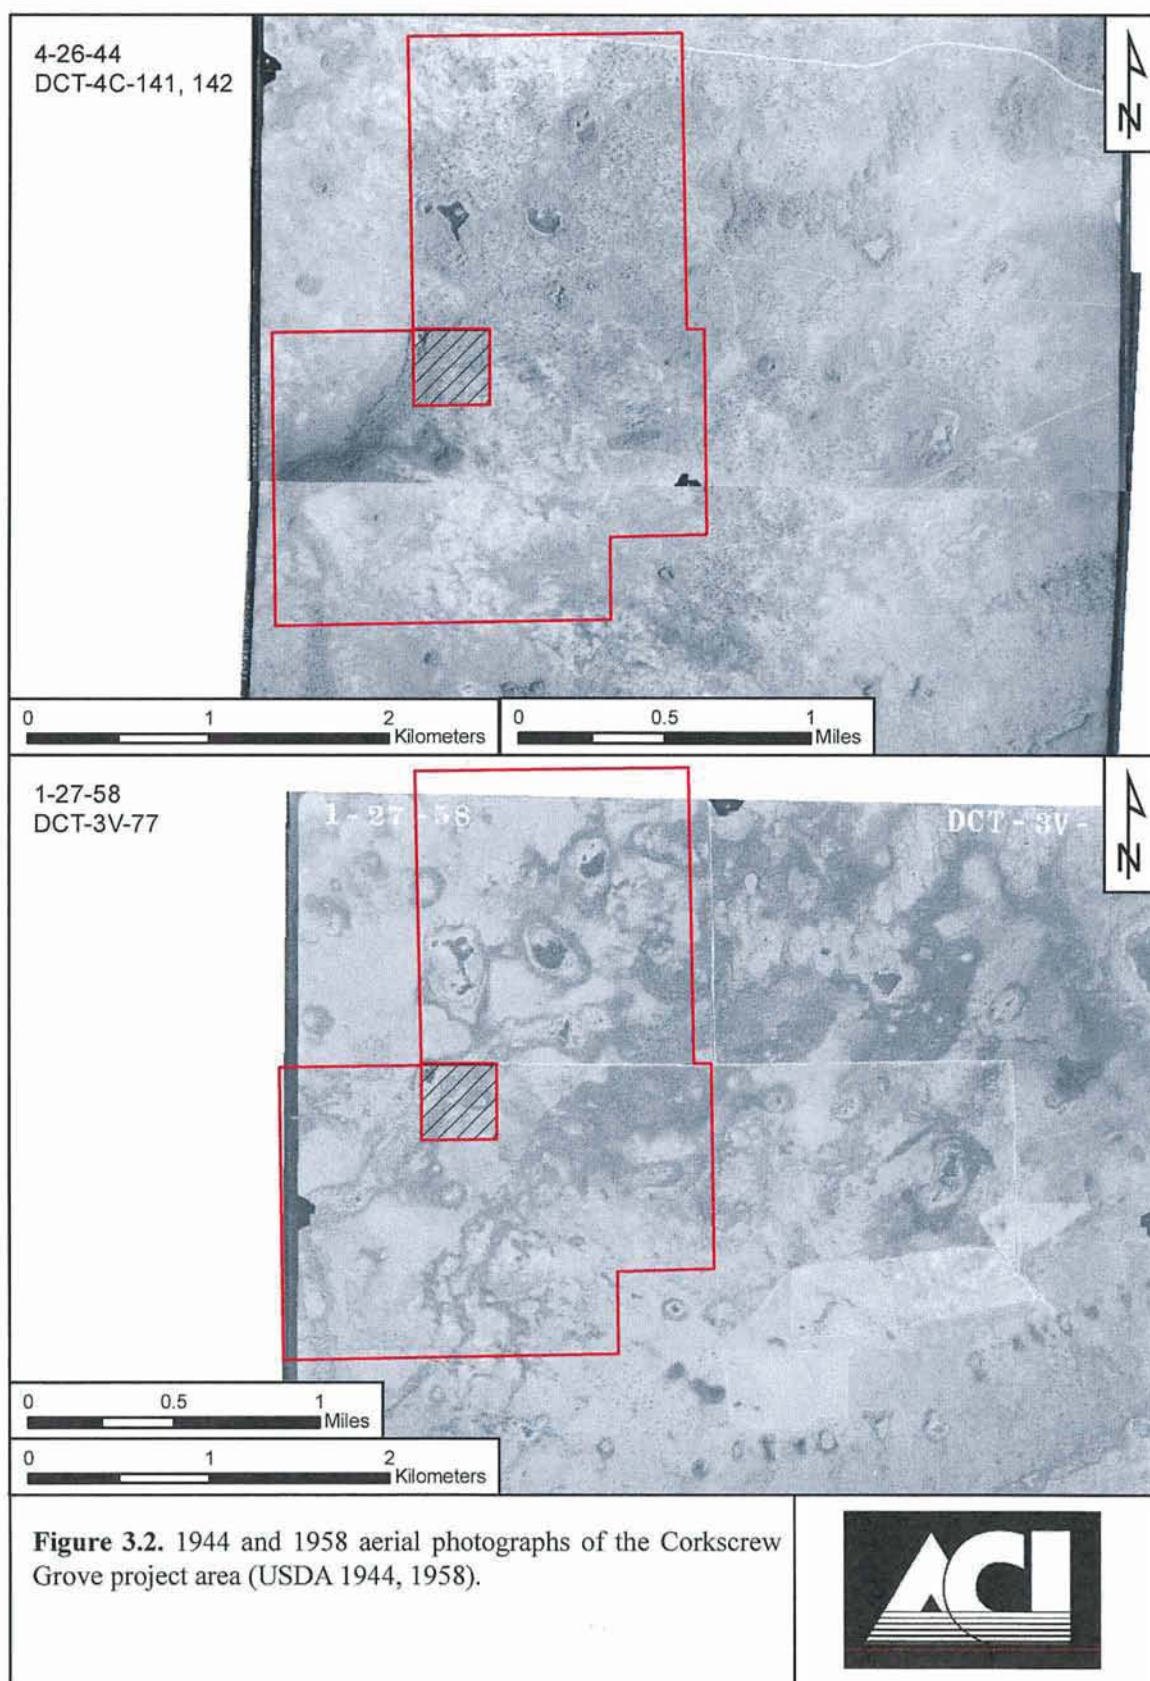 4-26-44
DCT-4C-141, 142
N
0 1 2 Kilometers
0 0.5 1 Miles
1-27-58
DCT-3V-77
1-27-58
DCT-3V-
N
0 0.5 1 Miles
0 1 2 Kilometers
Figure 3.2. 1944 and 1958 aerial photographs of the Corkscrew
Grove project area (USDA 1944, 1958).
ACI